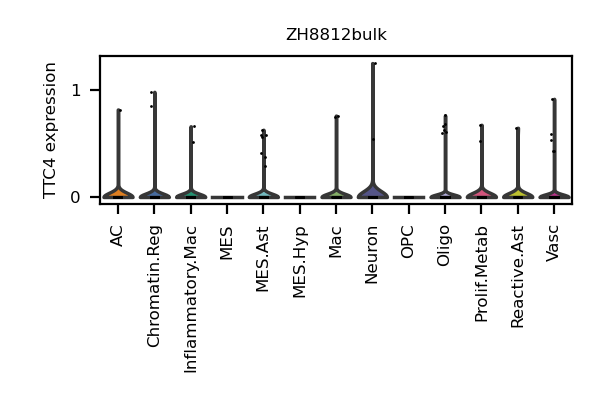 ZH8812bulk
TTC4 expression
1
0
AC
Chromatin.Reg
Inflammatory.Mac
MES
MES.Ast
MES.Hyp
Mac
Neuron
OPC
Oligo
Prolif.Metab
Reactive.Ast
Vasc